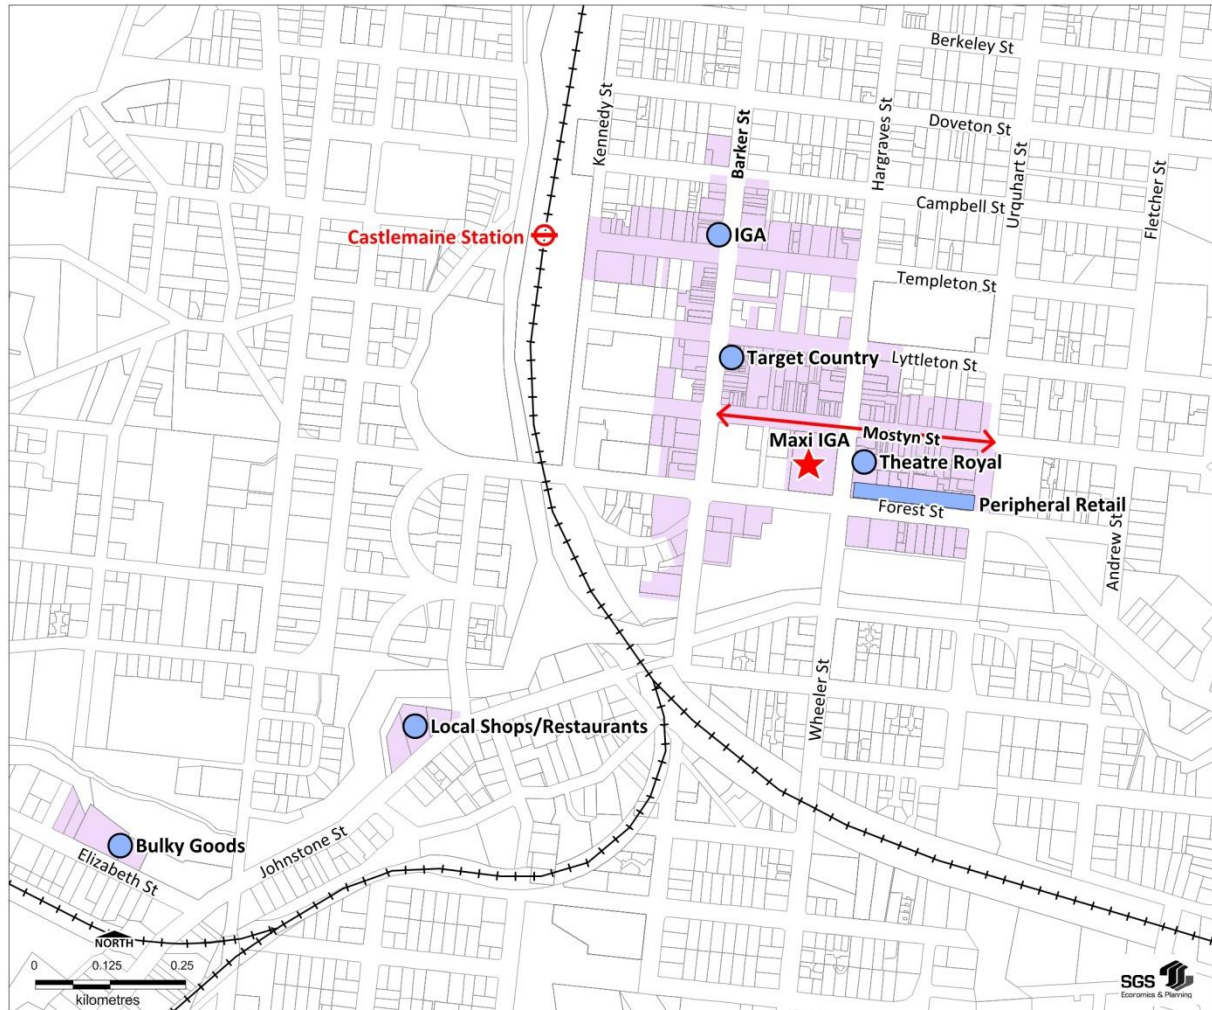 Berkeley St
Doveton St
Kennedy St
Barker St
Hargraves St
Urquhart St
Fletcher St
Campbell St
Castlemaine Station
IGA
Templeton St
Target Country
Lyttleton St
Mostyn St
Maxi IGA
Theatre Royal
Peripheral Retail
Forest St
Andrew St
Wheeler St
Local Shops/Restaurants
Bulky Goods
Elizabeth St
Johnstone St
NORTH
0 0.125 0.25
kilometres
SGS
Economics & Planning